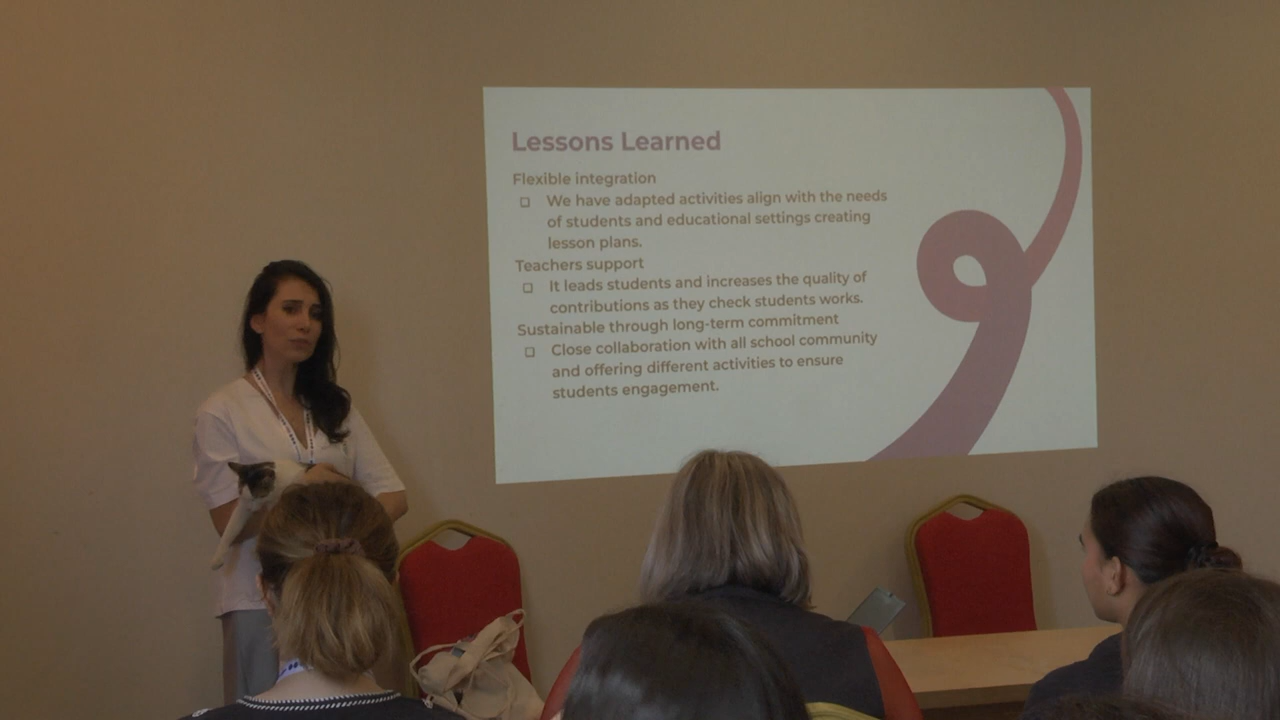 Lessons Learned
Flexible integration
We have adapted activities align with the needs
of students and educational settings creating
lesson plans.
Teachers support
It leads students and increases the quality of
contributions as they check students works.
Sustainable through long-term commitment
Close collaboration with all school community
and offering different activities to ensure
students engagement.